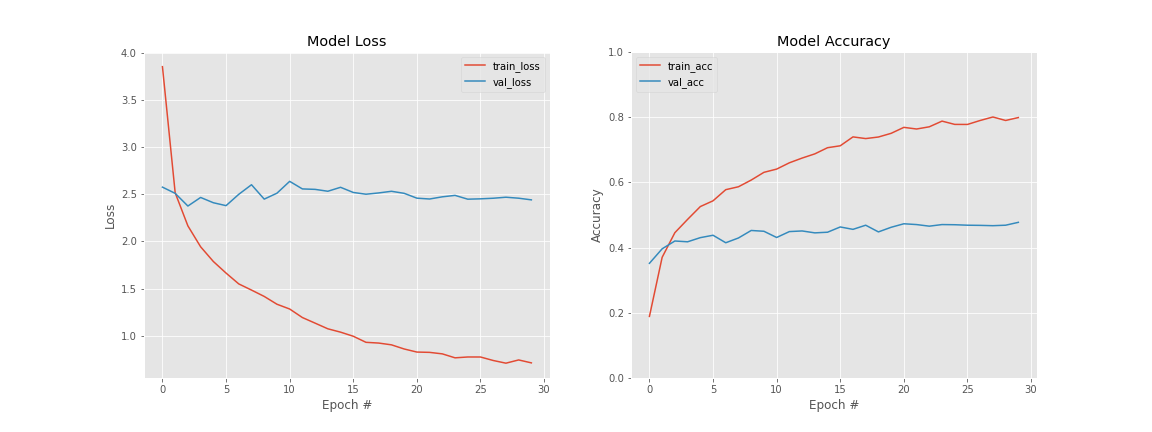 Model Loss
4.0
3.5
3.0
2.5
2.0
1.5
1.0
Loss
train_loss
val_loss
0 5 10 15 20 25 30
Epoch #
Model Accuracy
1.0
0.8
0.6
0.4
0.2
0.0
Accuracy
train_acc
val_acc
0 5 10 15 20 25 30
Epoch #